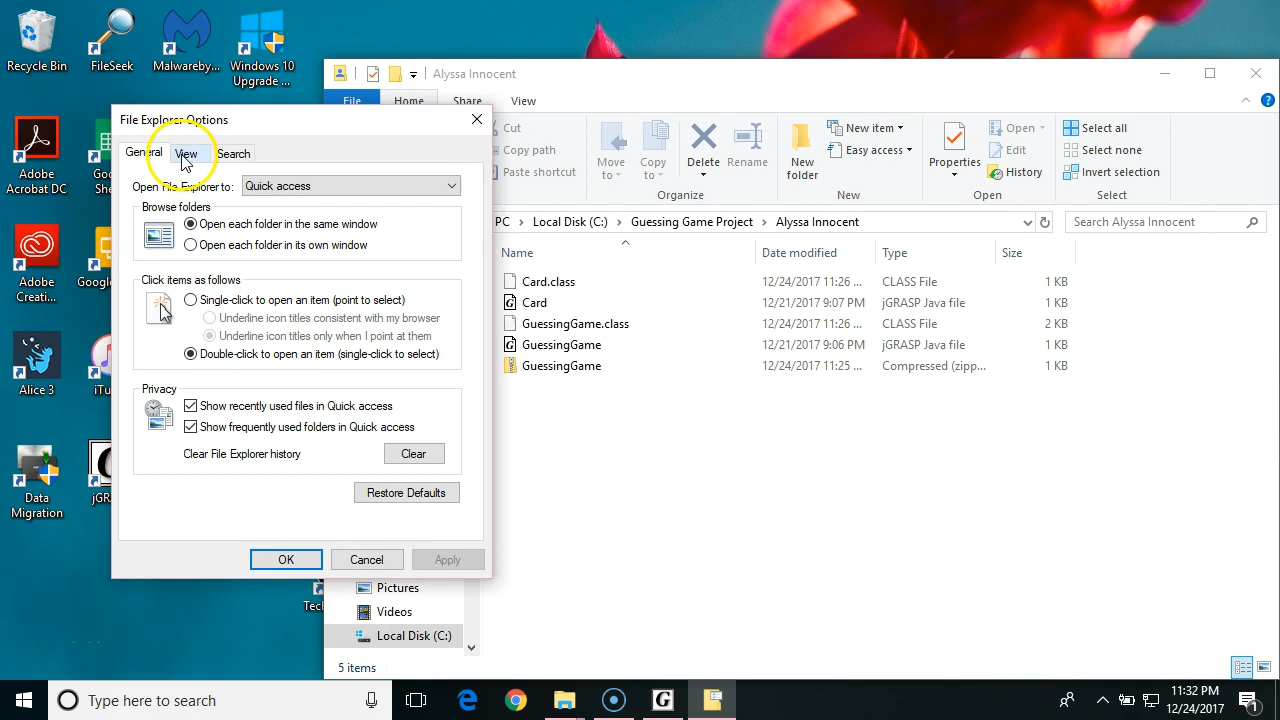 Recycle Bin
FileSeek
Malwareby...
Windows 10
Upgrade ...
Adobe
Acrobat DC
Goo
She
Adobe
Creati...
Google
Alice 3
iTu
Data
Migration
jGR
Tec
Alyssa Innocent
File
Home
Share
View
Cut
Copy path
Paste shortcut
Move
to
Copy
to
Delete
Rename
Organize
New
folder
New item
Easy access
New
Properties
Open
Edit
History
Open
Select all
Select none
Invert selection
Select
PC > Local Disk (C:) > Guessing Game Project > Alyssa Innocent
Search Alyssa Innocent
Name Date modified Type Size
Card.class 12/24/2017 11:26 ... CLASS File 1 KB
Card 12/21/2017 9:07 PM jGRASP Java file 1 KB
GuessingGame.class 12/24/2017 11:26 ... CLASS File 2 KB
GuessingGame 12/21/2017 9:06 PM jGRASP Java file 1 KB
GuessingGame 12/24/2017 11:25 ... Compressed (zipp... 1 KB
Pictures
Videos
Local Disk (C:)
5 items
File Explorer Options
General View Search
Open File Explorer to: Quick access
Browse folders
Open each folder in the same window
Open each folder in its own window
Click items as follows
Single-click to open an item (point to select)
Underline icon titles consistent with my browser
Underline icon titles only when I point at them
Double-click to open an item (single-click to select)
Privacy
Show recently used files in Quick access
Show frequently used folders in Quick access
Clear File Explorer history Clear
Restore Defaults
OK Cancel Apply
Type here to search
11:32 PM
12/24/2017
1